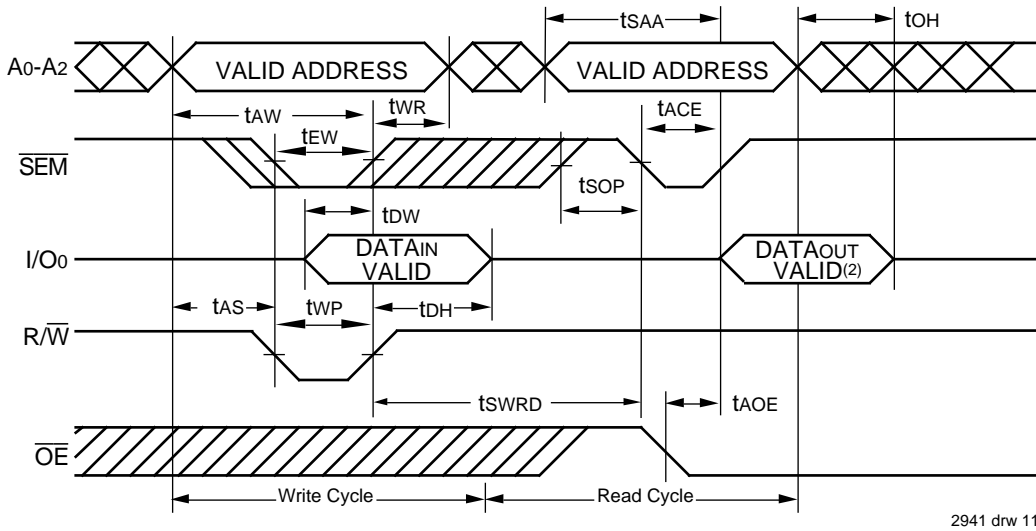 tSAA
tOH
A0-A2
VALID ADDRESS
VALID ADDRESS
tAW
tWR
tACE
tEW
SEM
tSOP
tDW
I/O0
DATAIN
VALID
DATAOUT
VALID(2)
tAS
tWP
tDH
R/W
tSWRD
tAOE
OE
Write Cycle
Read Cycle
2941 drw 11